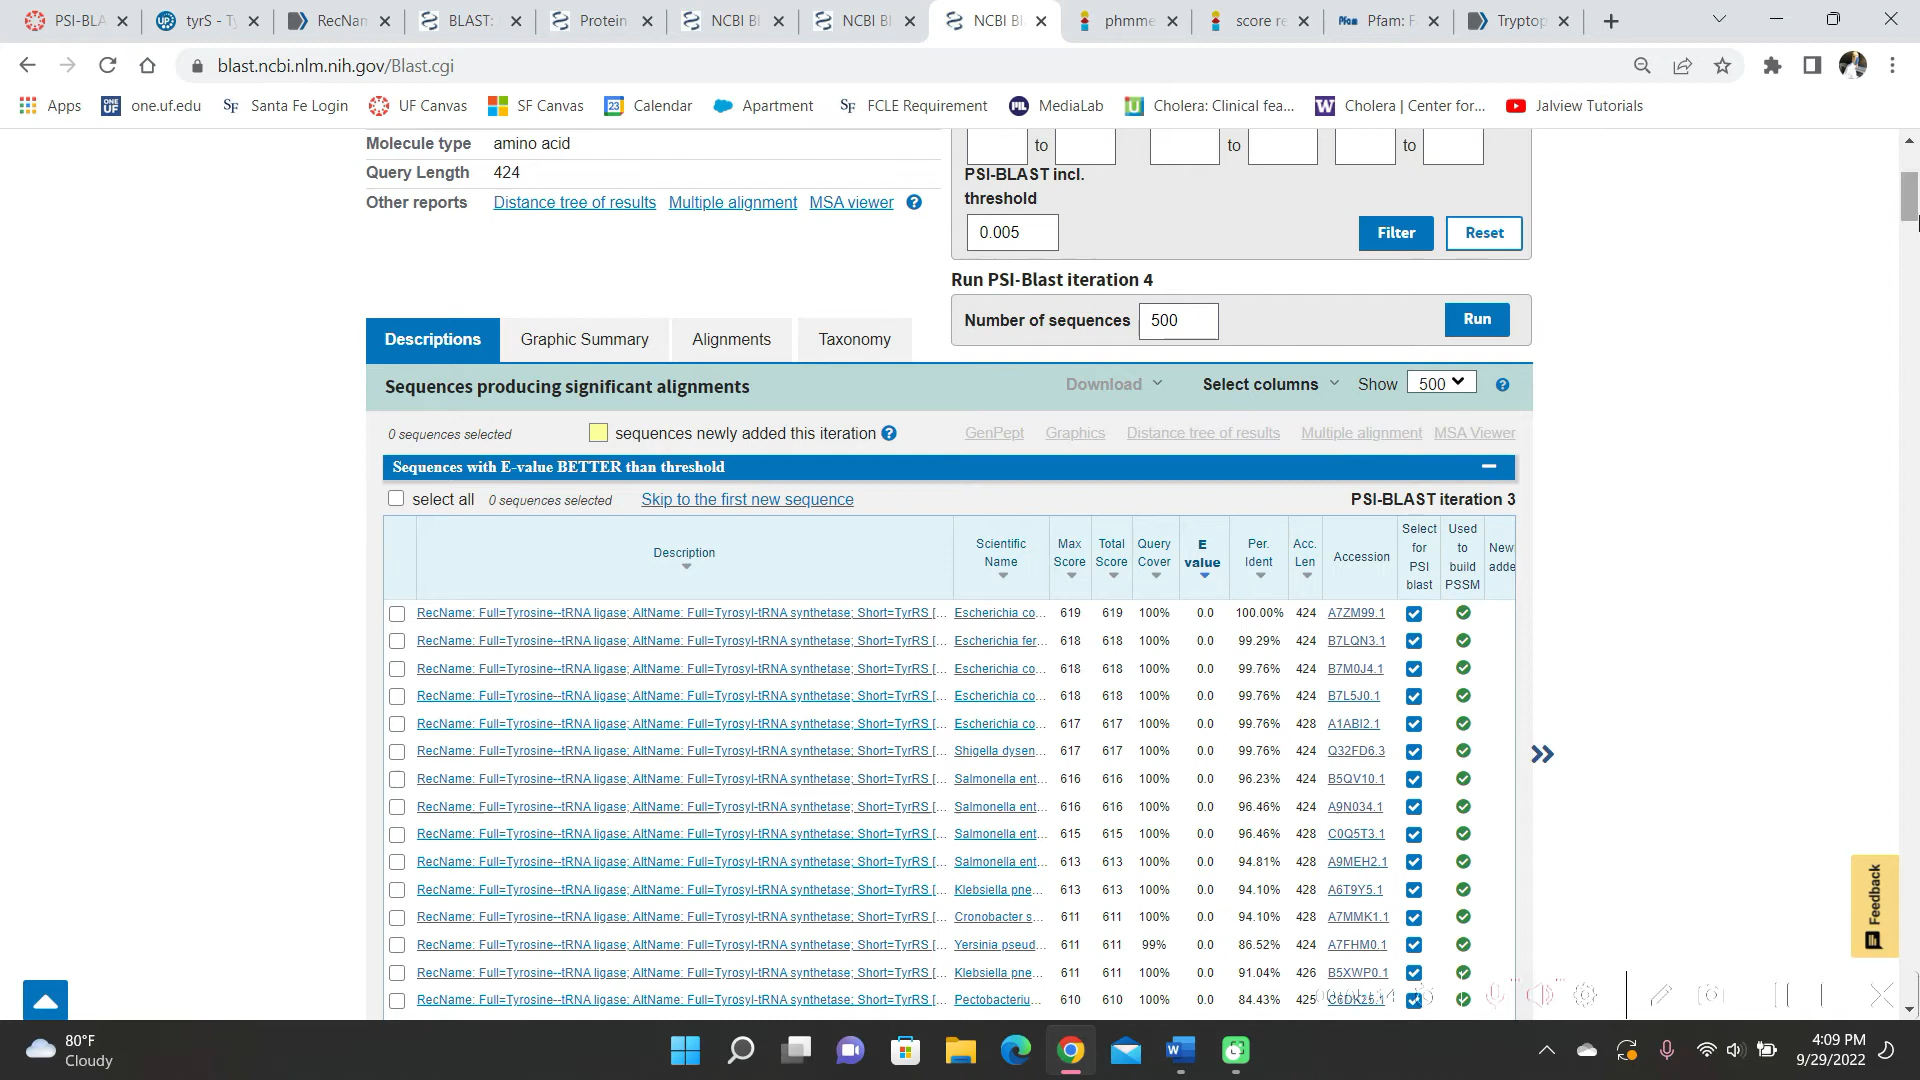 PSI-BLA
tyrS - Ty
RecNam
BLAST:
Protein
NCBI Bl
NCBI Bl
NCBI Bl
phmme
score re
Pfam: F
Tryptop
blast.ncbi.nlm.nih.gov/Blast.cgi
Apps
one.uf.edu
Santa Fe Login
UF Canvas
SF Canvas
Calendar
Apartment
FCLE Requirement
MediaLab
Cholera: Clinical fea...
Cholera | Center for...
Jalview Tutorials
Molecule type amino acid
Query Length 424
Other reports Distance tree of results Multiple alignment MSA viewer
to to to
PSI-BLAST incl.
threshold
0.005
Filter Reset
Run PSI-Blast iteration 4
Number of sequences 500 Run
Descriptions Graphic Summary Alignments Taxonomy
Sequences producing significant alignments Download Select columns Show 500
0 sequences selected sequences newly added this iteration GenPept Graphics Distance tree of results Multiple alignment MSA Viewer
Sequences with E-value BETTER than threshold
select all 0 sequences selected Skip to the first new sequence PSI-BLAST iteration 3
Description
Scientific Name
Max Score
Total Score
Query Cover
E value
Per. Ident
Acc. Len
Accession
Select for PSI blast
Used to build PSSM
New adde
RecName: Full=Tyrosine--tRNA ligase; AltName: Full=Tyrosyl-tRNA synthetase; Short=TyrRS [... Escherichia co... 619 619 100% 0.0 100.00% 424 A7ZM99.1
RecName: Full=Tyrosine--tRNA ligase; AltName: Full=Tyrosyl-tRNA synthetase; Short=TyrRS [... Escherichia fer... 618 618 100% 0.0 99.29% 424 B7LQN3.1
RecName: Full=Tyrosine--tRNA ligase; AltName: Full=Tyrosyl-tRNA synthetase; Short=TyrRS [... Escherichia co... 618 618 100% 0.0 99.76% 424 B7M0J4.1
RecName: Full=Tyrosine--tRNA ligase; AltName: Full=Tyrosyl-tRNA synthetase; Short=TyrRS [... Escherichia co... 618 618 100% 0.0 99.76% 424 B7L5J0.1
RecName: Full=Tyrosine--tRNA ligase; AltName: Full=Tyrosyl-tRNA synthetase; Short=TyrRS [... Escherichia co... 617 617 100% 0.0 99.76% 428 A1ABI2.1
RecName: Full=Tyrosine--tRNA ligase; AltName: Full=Tyrosyl-tRNA synthetase; Short=TyrRS [... Shigella dysen... 617 617 100% 0.0 99.76% 424 Q32FD6.3
RecName: Full=Tyrosine--tRNA ligase; AltName: Full=Tyrosyl-tRNA synthetase; Short=TyrRS [... Salmonella ent... 616 616 100% 0.0 96.23% 424 B5QV10.1
RecName: Full=Tyrosine--tRNA ligase; AltName: Full=Tyrosyl-tRNA synthetase; Short=TyrRS [... Salmonella ent... 616 616 100% 0.0 96.46% 424 A9N034.1
RecName: Full=Tyrosine--tRNA ligase; AltName: Full=Tyrosyl-tRNA synthetase; Short=TyrRS [... Salmonella ent... 615 615 100% 0.0 96.46% 428 C0Q5T3.1
RecName: Full=Tyrosine--tRNA ligase; AltName: Full=Tyrosyl-tRNA synthetase; Short=TyrRS [... Salmonella ent... 613 613 100% 0.0 94.81% 428 A9MEH2.1
RecName: Full=Tyrosine--tRNA ligase; AltName: Full=Tyrosyl-tRNA synthetase; Short=TyrRS [... Klebsiella pne... 613 613 100% 0.0 94.10% 428 A6T9Y5.1
RecName: Full=Tyrosine--tRNA ligase; AltName: Full=Tyrosyl-tRNA synthetase; Short=TyrRS [... Cronobacter s... 611 611 100% 0.0 94.10% 428 A7MMK1.1
RecName: Full=Tyrosine--tRNA ligase; AltName: Full=Tyrosyl-tRNA synthetase; Short=TyrRS [... Yersinia pseud... 611 611 99% 0.0 86.52% 424 A7FHM0.1
RecName: Full=Tyrosine--tRNA ligase; AltName: Full=Tyrosyl-tRNA synthetase; Short=TyrRS [... Klebsiella pne... 611 611 100% 0.0 91.04% 426 B5XWP0.1
RecName: Full=Tyrosine--tRNA ligase; AltName: Full=Tyrosyl-tRNA synthetase; Short=TyrRS [... Pectobacteriu... 610 610 100% 0.0 84.43% 425 C6DK25.1
Feedback
80°F
Cloudy
4:09 PM
9/29/2022